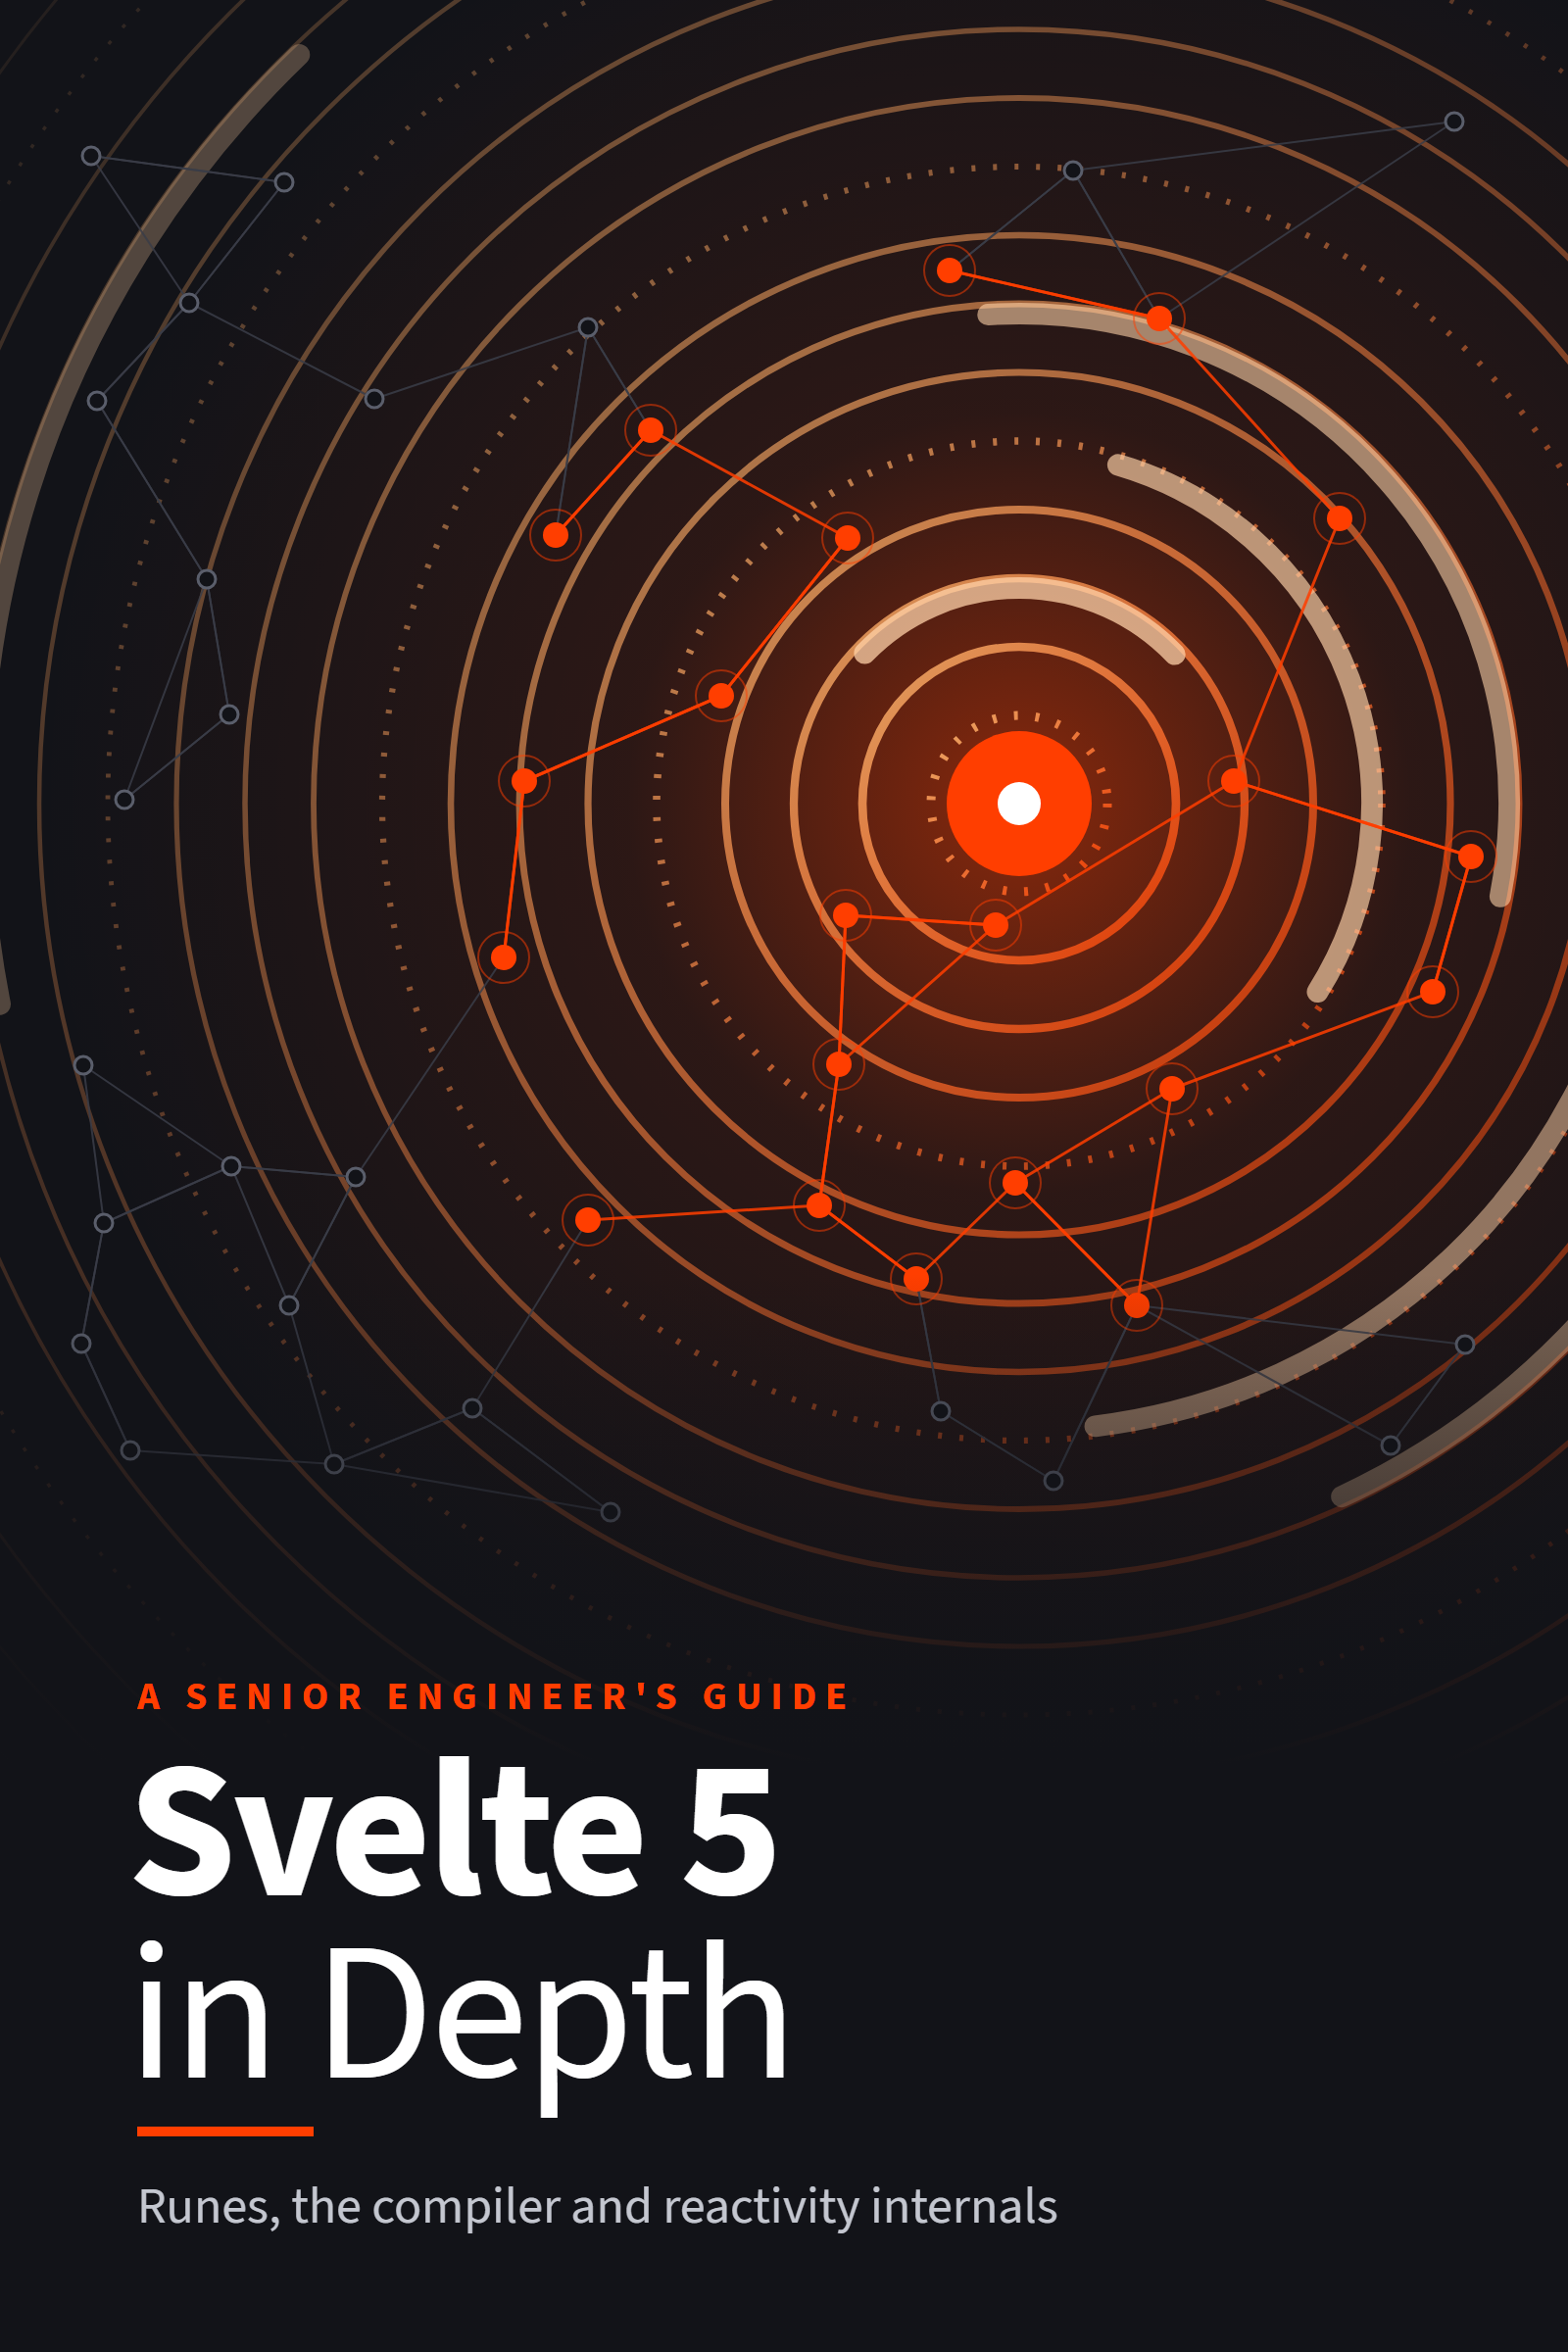 A SENIOR ENGINEER'S GUIDE
Svelte 5
in Depth
Runes, the compiler and reactivity internals